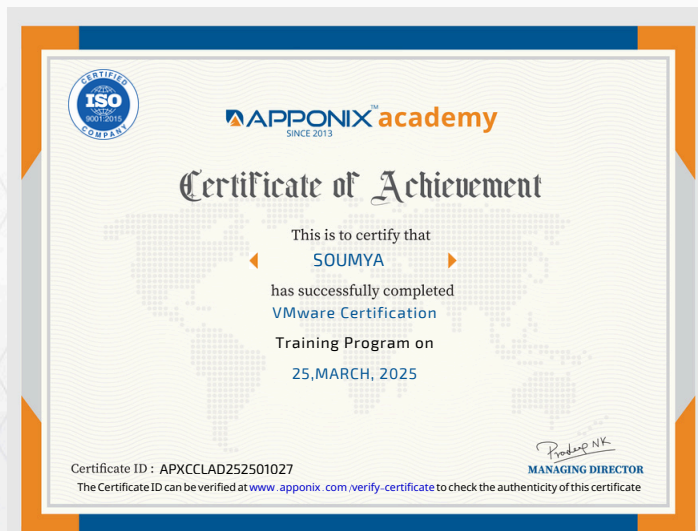 CERTIFIED
ISO
9001:2015
COMPANY
APPONIX™ academy
SINCE 2013
Certificate of Achievement
This is to certify that
SOUMYA
has successfully completed
VMware Certification
Training Program on
25,MARCH, 2025
Pradeep NK
Certificate ID : APXCCLAD252501027
MANAGING DIRECTOR
The Certificate ID can be verified at www.apponix.com/verify-certificate to check the authenticity of this certificate